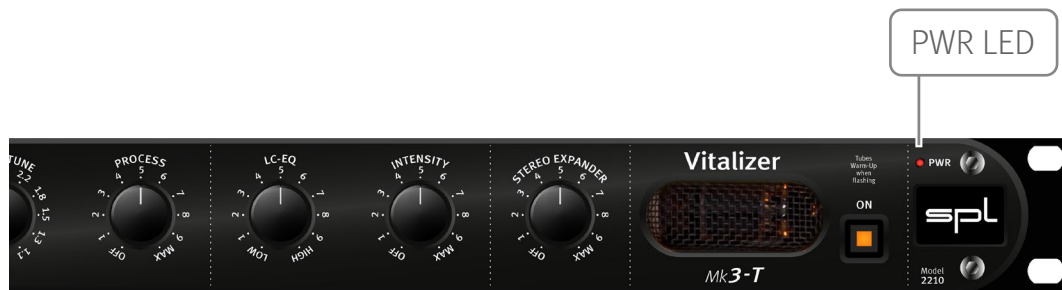 PWR LED
TUNE
2.2
1.8
1.5
1.3
1.1
PROCESS
OFF 1 2 3 4 5 6 7 8 9 MAX
LC-EQ
LOW 1 2 3 4 5 6 7 8 9 HIGH
INTENSITY
OFF 1 2 3 4 5 6 7 8 9 MAX
STEREO EXPANDER
OFF 1 2 3 4 5 6 7 8 9 MAX
Vitalizer
Mk3-T
Tubes
Warm-Up
when
flashing
ON
PWR
spl
Model
2210